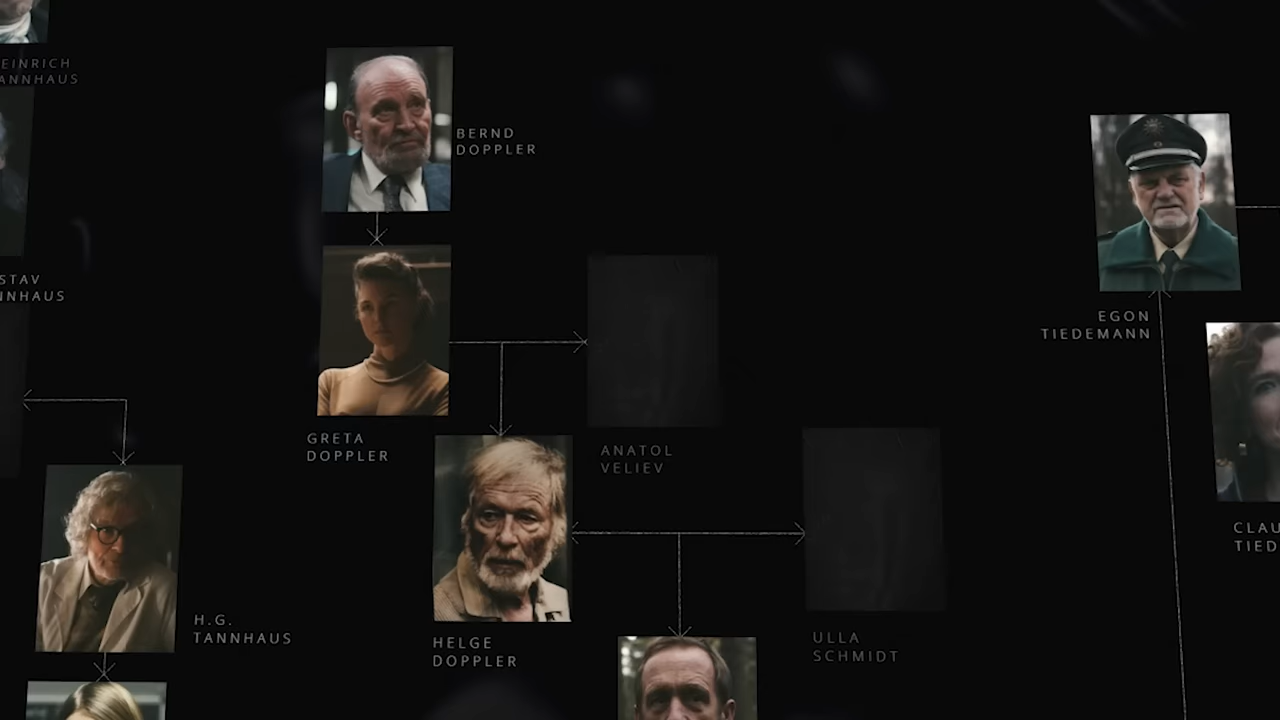 EINRICH
ANNHAUS
BERND
DOPPLER
STAV
NNHAUS
EGON
TIEDEMANN
GRETA
DOPPLER
ANATOL
VELIEV
CLAU
TIED
H.G.
TANNHAUS
HELGE
DOPPLER
ULLA
SCHMIDT